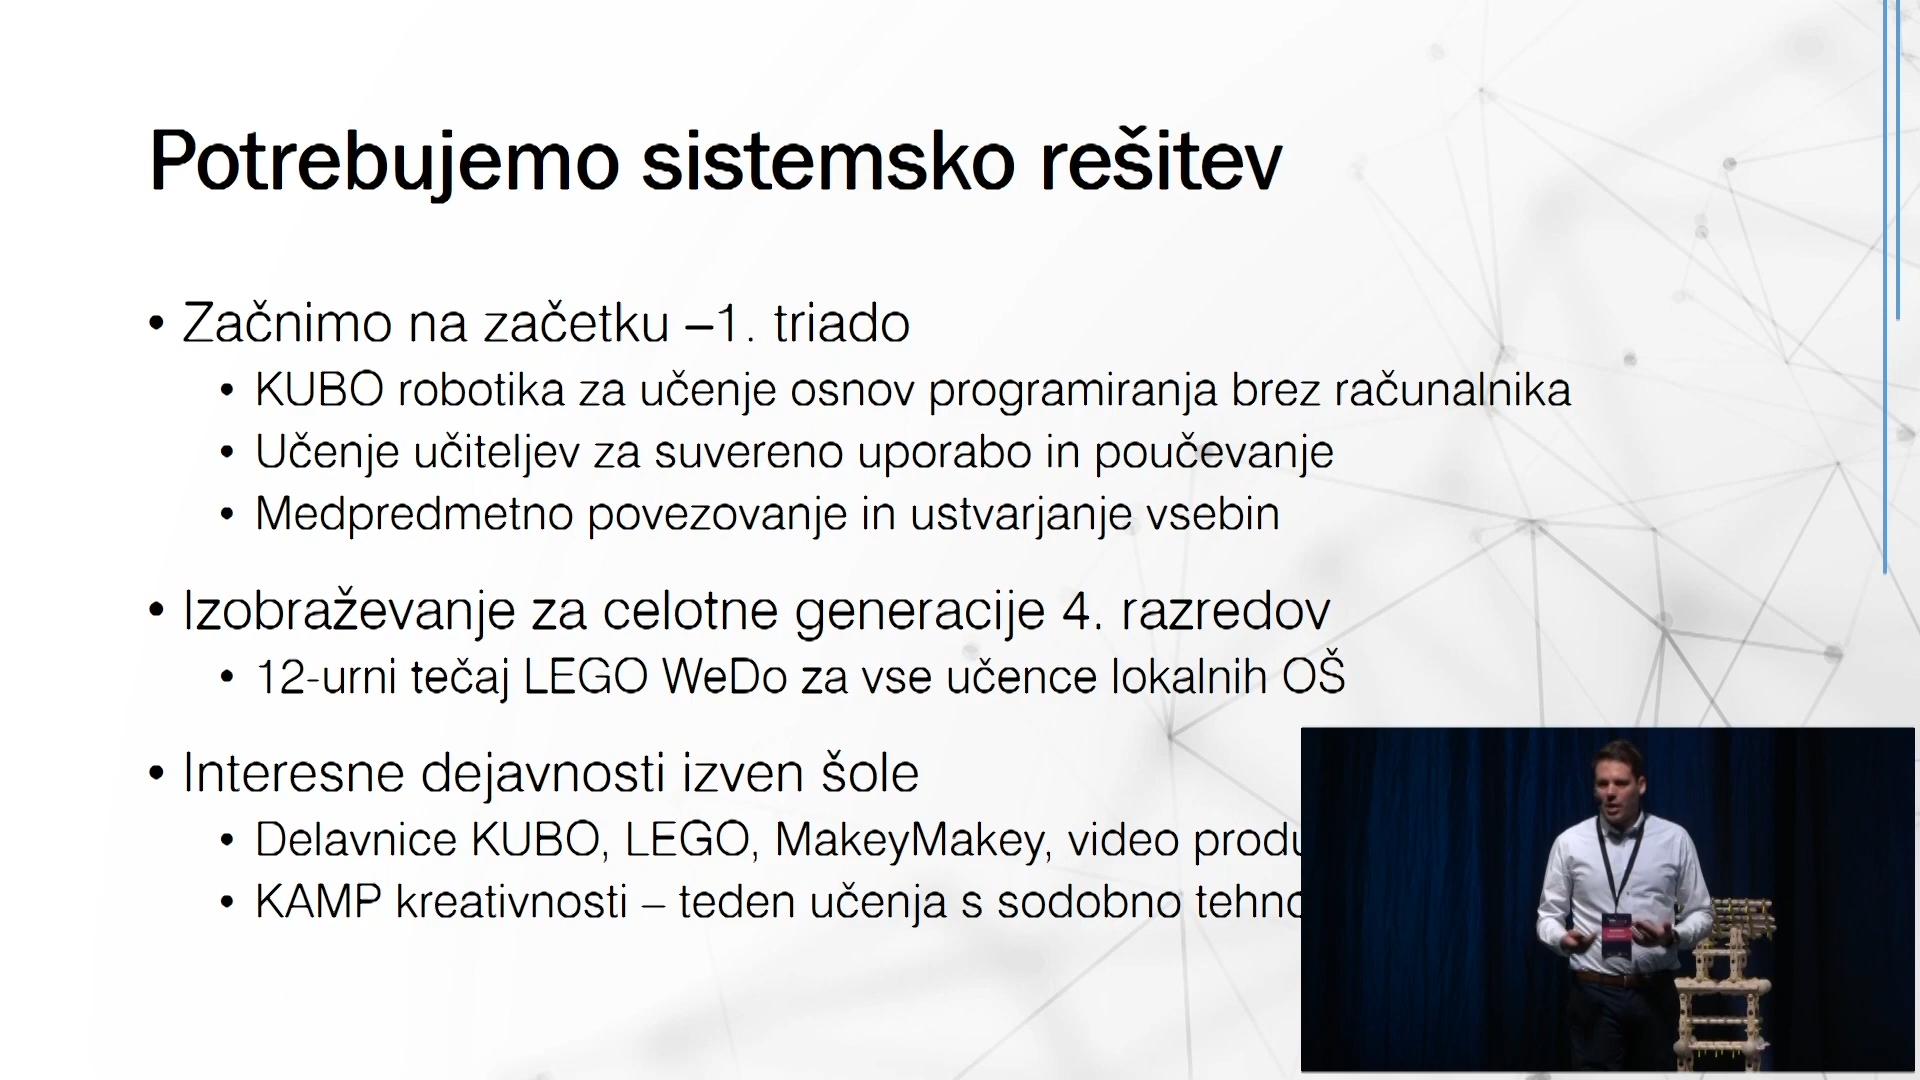 Potrebujemo sistemsko rešitev
• Začnimo na začetku –1. triado
• KUBO robotika za učenje osnov programiranja brez računalnika
• Učenje učiteljev za suvereno uporabo in poučevanje
• Medpredmetno povezovanje in ustvarjanje vsebin
• Izobraževanje za celotne generacije 4. razredov
• 12-urni tečaj LEGO WeDo za vse učence lokalnih OŠ
• Interesne dejavnosti izven šole
• Delavnice KUBO, LEGO, MakeyMakey, video
• KAMP kreativnosti – teden učenja s sodobno